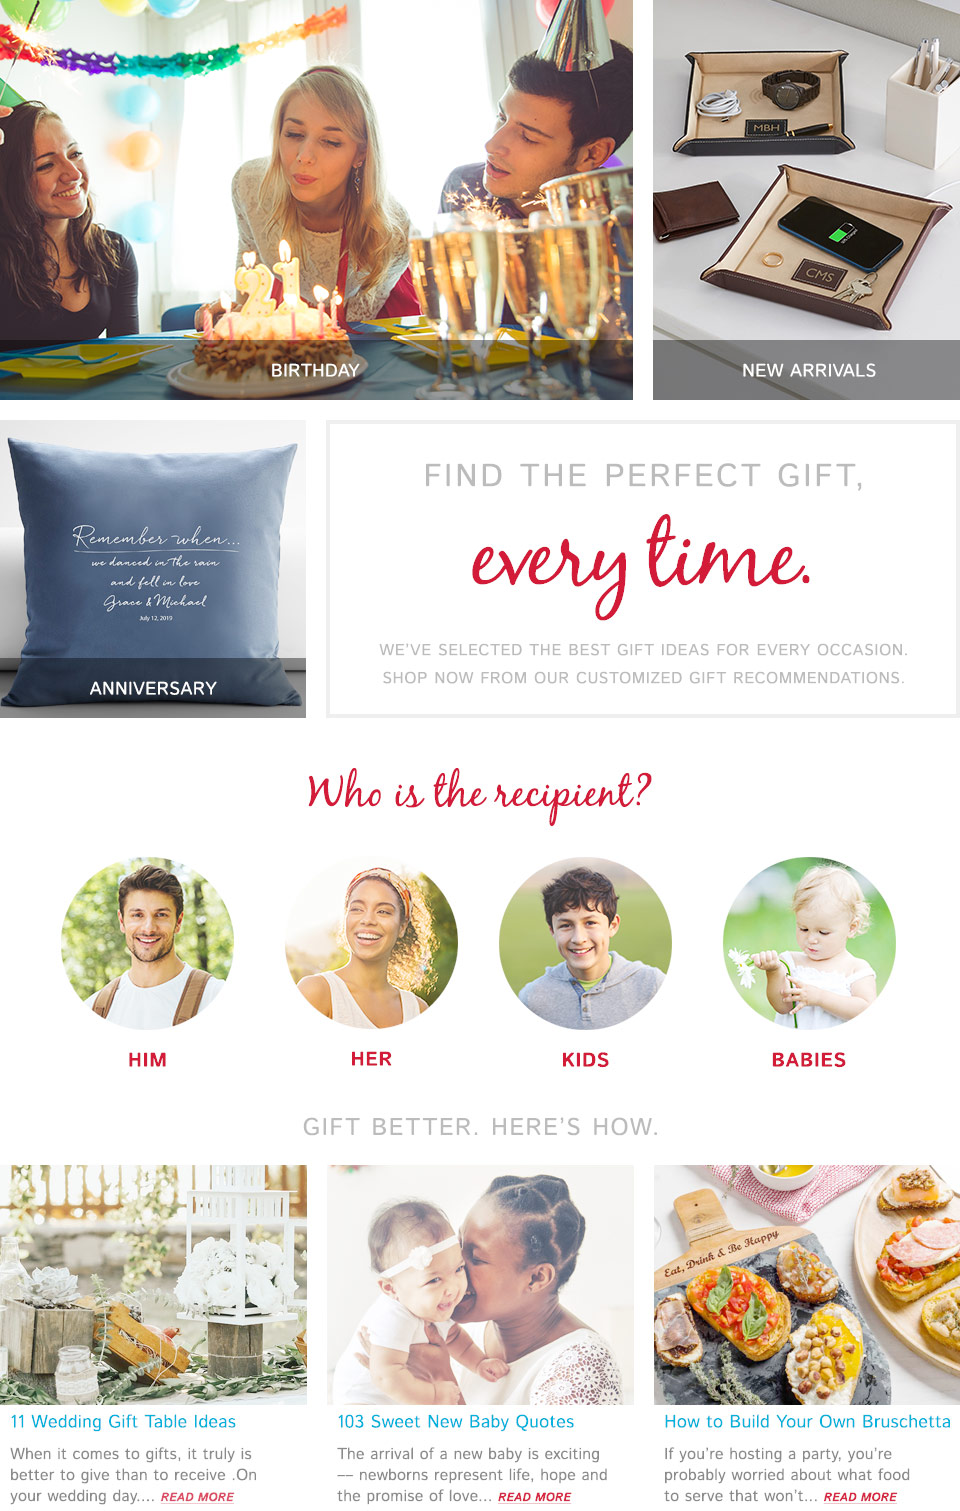 21
BIRTHDAY
MBH
CMS
NEW ARRIVALS
Remember when...
we danced in the rain
and fell in love
Grace & Michael
July 12, 2019
ANNIVERSARY
FIND THE PERFECT GIFT,
every time.
WE'VE SELECTED THE BEST GIFT IDEAS FOR EVERY OCCASION.
SHOP NOW FROM OUR CUSTOMIZED GIFT RECOMMENDATIONS.
Who is the recipient?
HIM
HER
KIDS
BABIES
GIFT BETTER. HERE'S HOW.
Eat, Drink & Be Happy
11 Wedding Gift Table Ideas
When it comes to gifts, it truly is
better to give than to receive .On
your wedding day.... READ MORE
103 Sweet New Baby Quotes
The arrival of a new baby is exciting
— newborns represent life, hope and
the promise of love... READ MORE
How to Build Your Own Bruschetta
If you're hosting a party, you're
probably worried about what food
to serve that won't... READ MORE